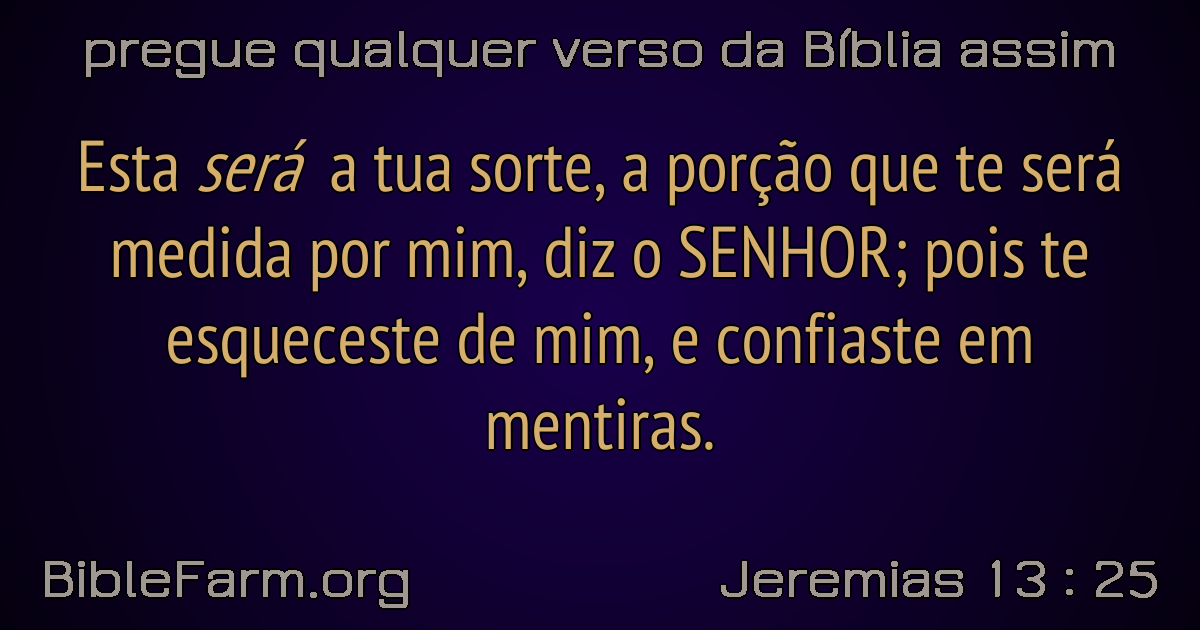 pregue qualquer verso da Bíblia assim
Esta será a tua sorte, a porção que te será
medida por mim, diz o SENHOR; pois te
esqueceste de mim, e confiaste em
mentiras.
BibleFarm.org
Jeremias 13 : 25